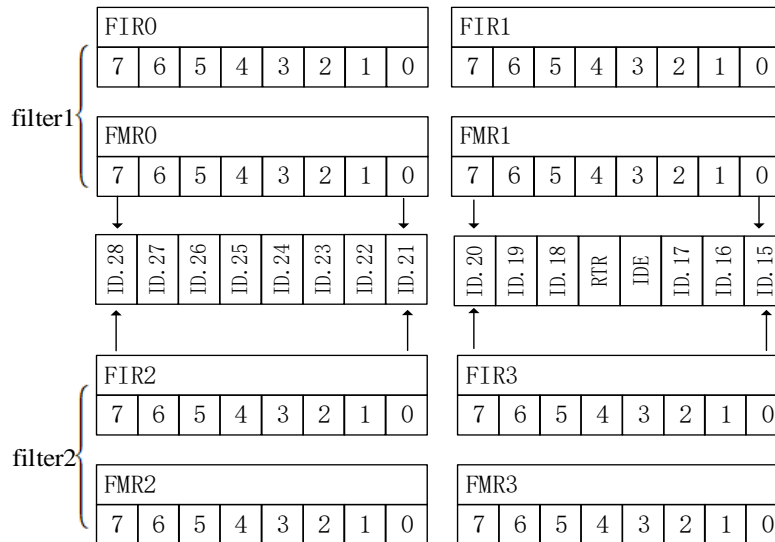 FIR0 FIR1
7 6 5 4 3 2 1 0 7 6 5 4 3 2 1 0
filter1
FMR0 FMR1
7 6 5 4 3 2 1 0 7 6 5 4 3 2 1 0
ID.28 ID.27 ID.26 ID.25 ID.24 ID.23 ID.22 ID.21 ID.20 ID.19 ID.18 RTR IDE ID.17 ID.16 ID.15
FIR2 FIR3
7 6 5 4 3 2 1 0 7 6 5 4 3 2 1 0
filter2
FMR2 FMR3
7 6 5 4 3 2 1 0 7 6 5 4 3 2 1 0